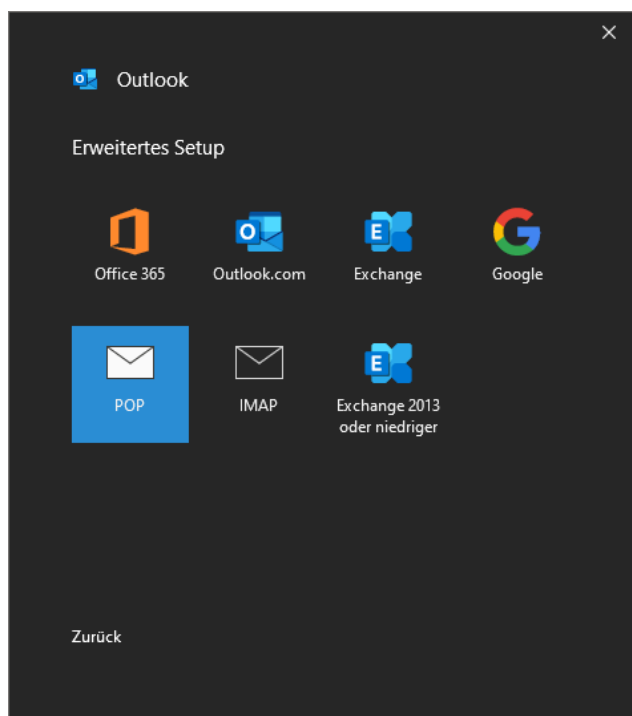 Outlook
Erweitertes Setup
Office 365
Outlook.com
Exchange
Google
POP
IMAP
Exchange 2013
oder niedriger
Zurück